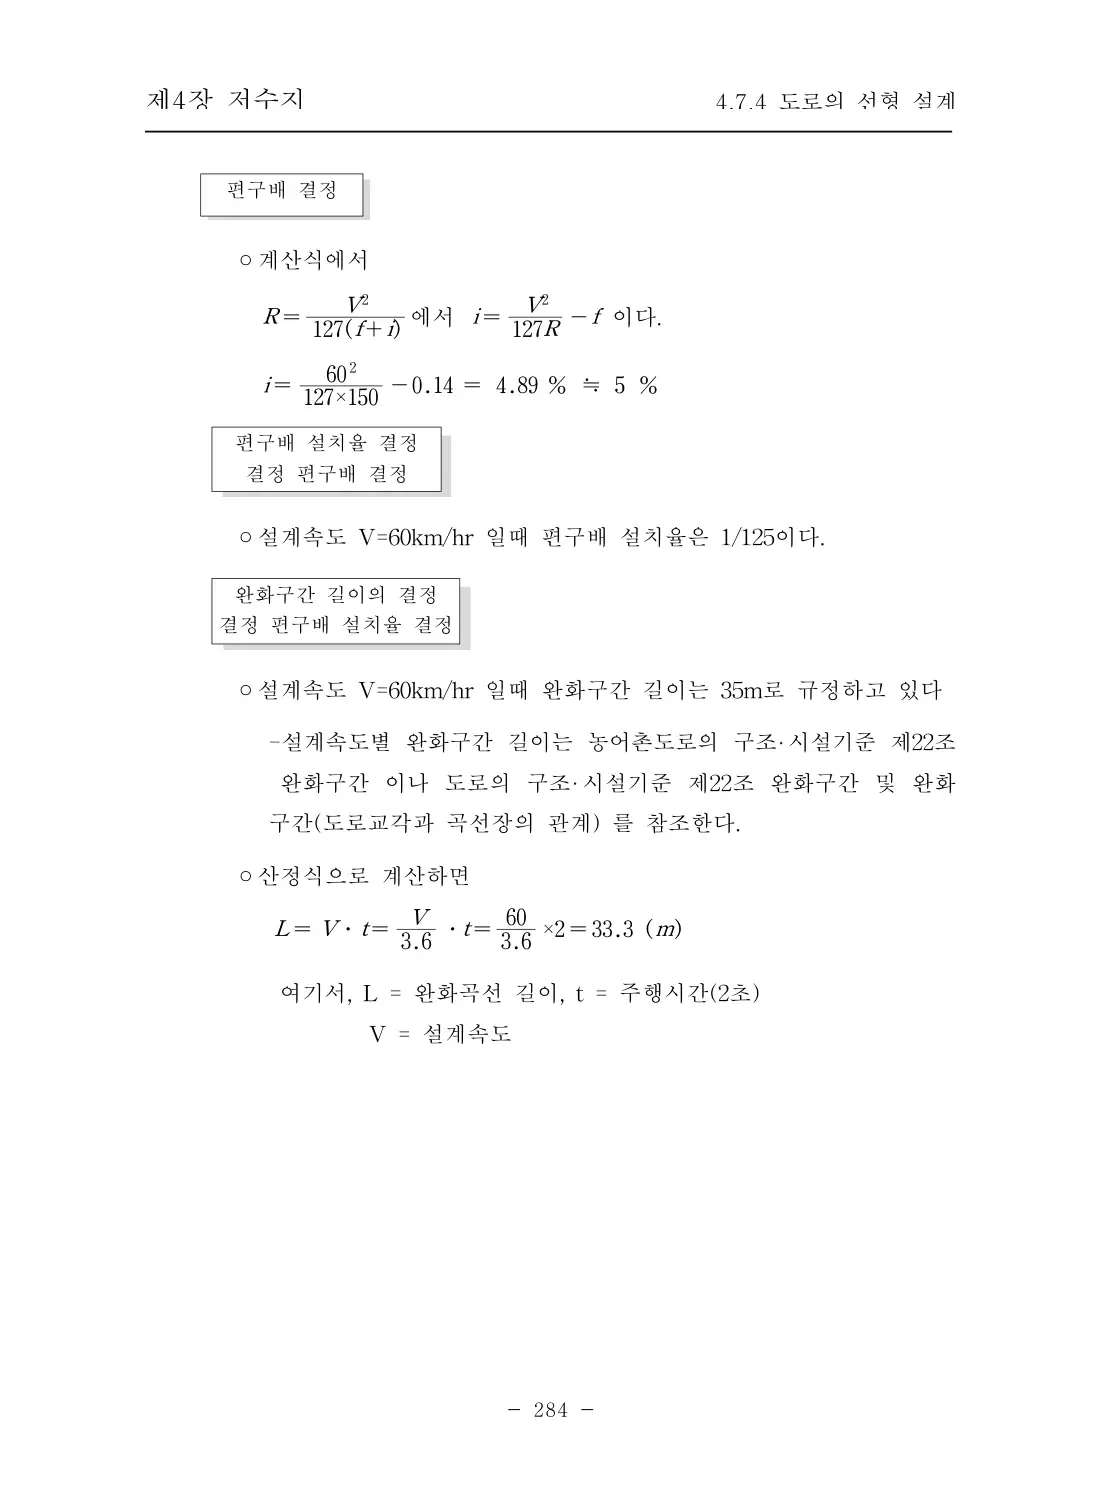 제4장 저수지
4.7.4 도로의 선형 설계
편구배 결정
○ 계산식에서
R = V²/127(f+i) 에서 i = V²/127R - f 이다.
i = 60²/127×150 - 0.14 = 4.89 % ≒ 5 %
편구배 설치율 결정
결정 편구배 결정
○ 설계속도 V=60km/hr 일때 편구배 설치율은 1/125이다.
완화구간 길이의 결정
결정 편구배 설치율 결정
○ 설계속도 V=60km/hr 일때 완화구간 길이는 35m로 규정하고 있다
-설계속도별 완화구간 길이는 농어촌도로의 구조·시설기준 제22조
완화구간 이나 도로의 구조·시설기준 제22조 완화구간 및 완화
구간(도로교각과 곡선장의 관계) 를 참조한다.
○ 산정식으로 계산하면
L = V · t = V/3.6 · t = 60/3.6 ×2 = 33.3 (m)
여기서, L = 완화곡선 길이, t = 주행시간(2초)
V = 설계속도
- 284 -